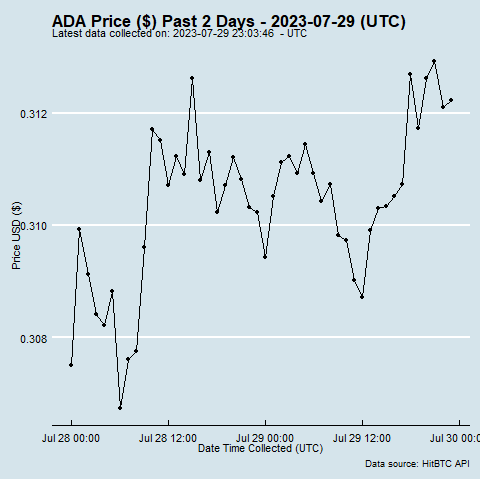 ADA Price ($) Past 2 Days - 2023-07-29 (UTC)
Latest data collected on: 2023-07-29 23:03:46 - UTC
0.312
0.310
0.308
Price USD ($)
Jul 28 00:00 Jul 28 12:00 Jul 29 00:00 Jul 29 12:00 Jul 30 00:0
Date Time Collected (UTC)
Data source: HitBTC API